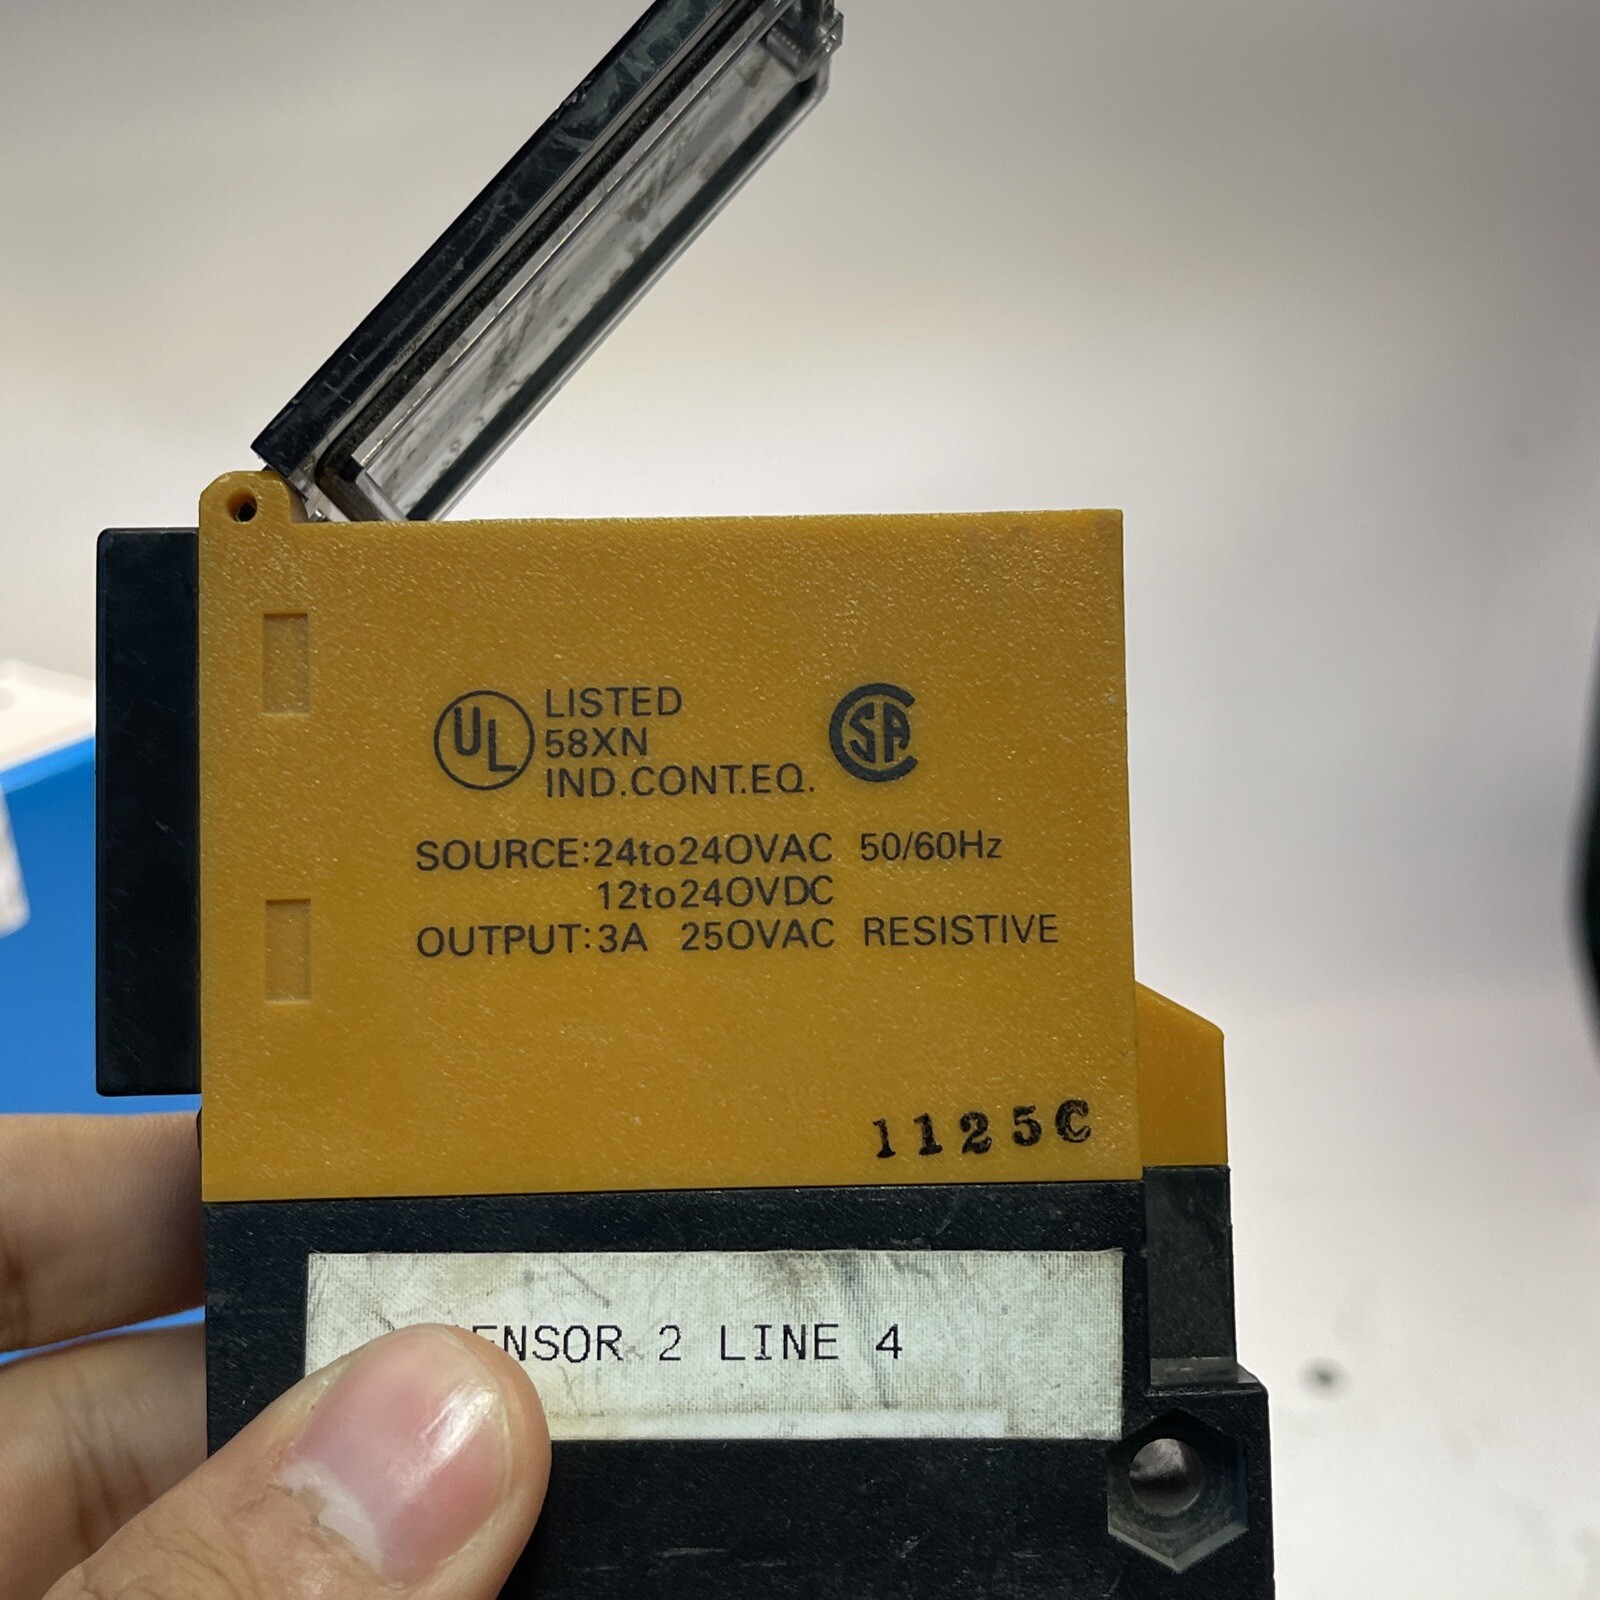 UL LISTED
58XN
IND.CONT.EQ.
CSA
SOURCE:24to240VAC 50/60Hz
12to240VDC
OUTPUT:3A 250VAC RESISTIVE
1125C
ENSOR 2 LINE 4